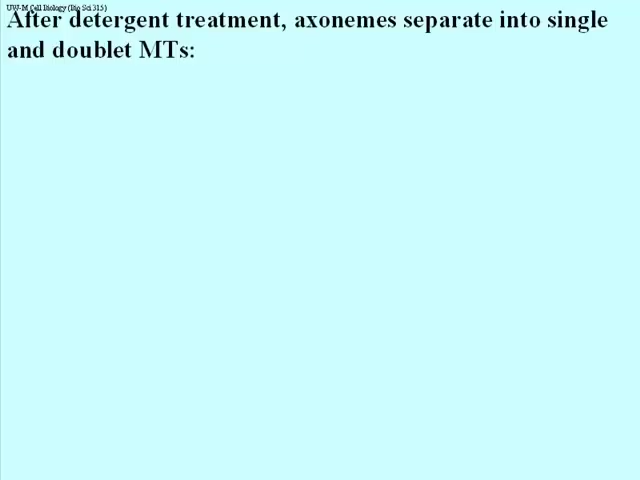 UW-M Cell Biology (Bio Sci 315)
After detergent treatment, axonemes separate into single
and doublet MTs: